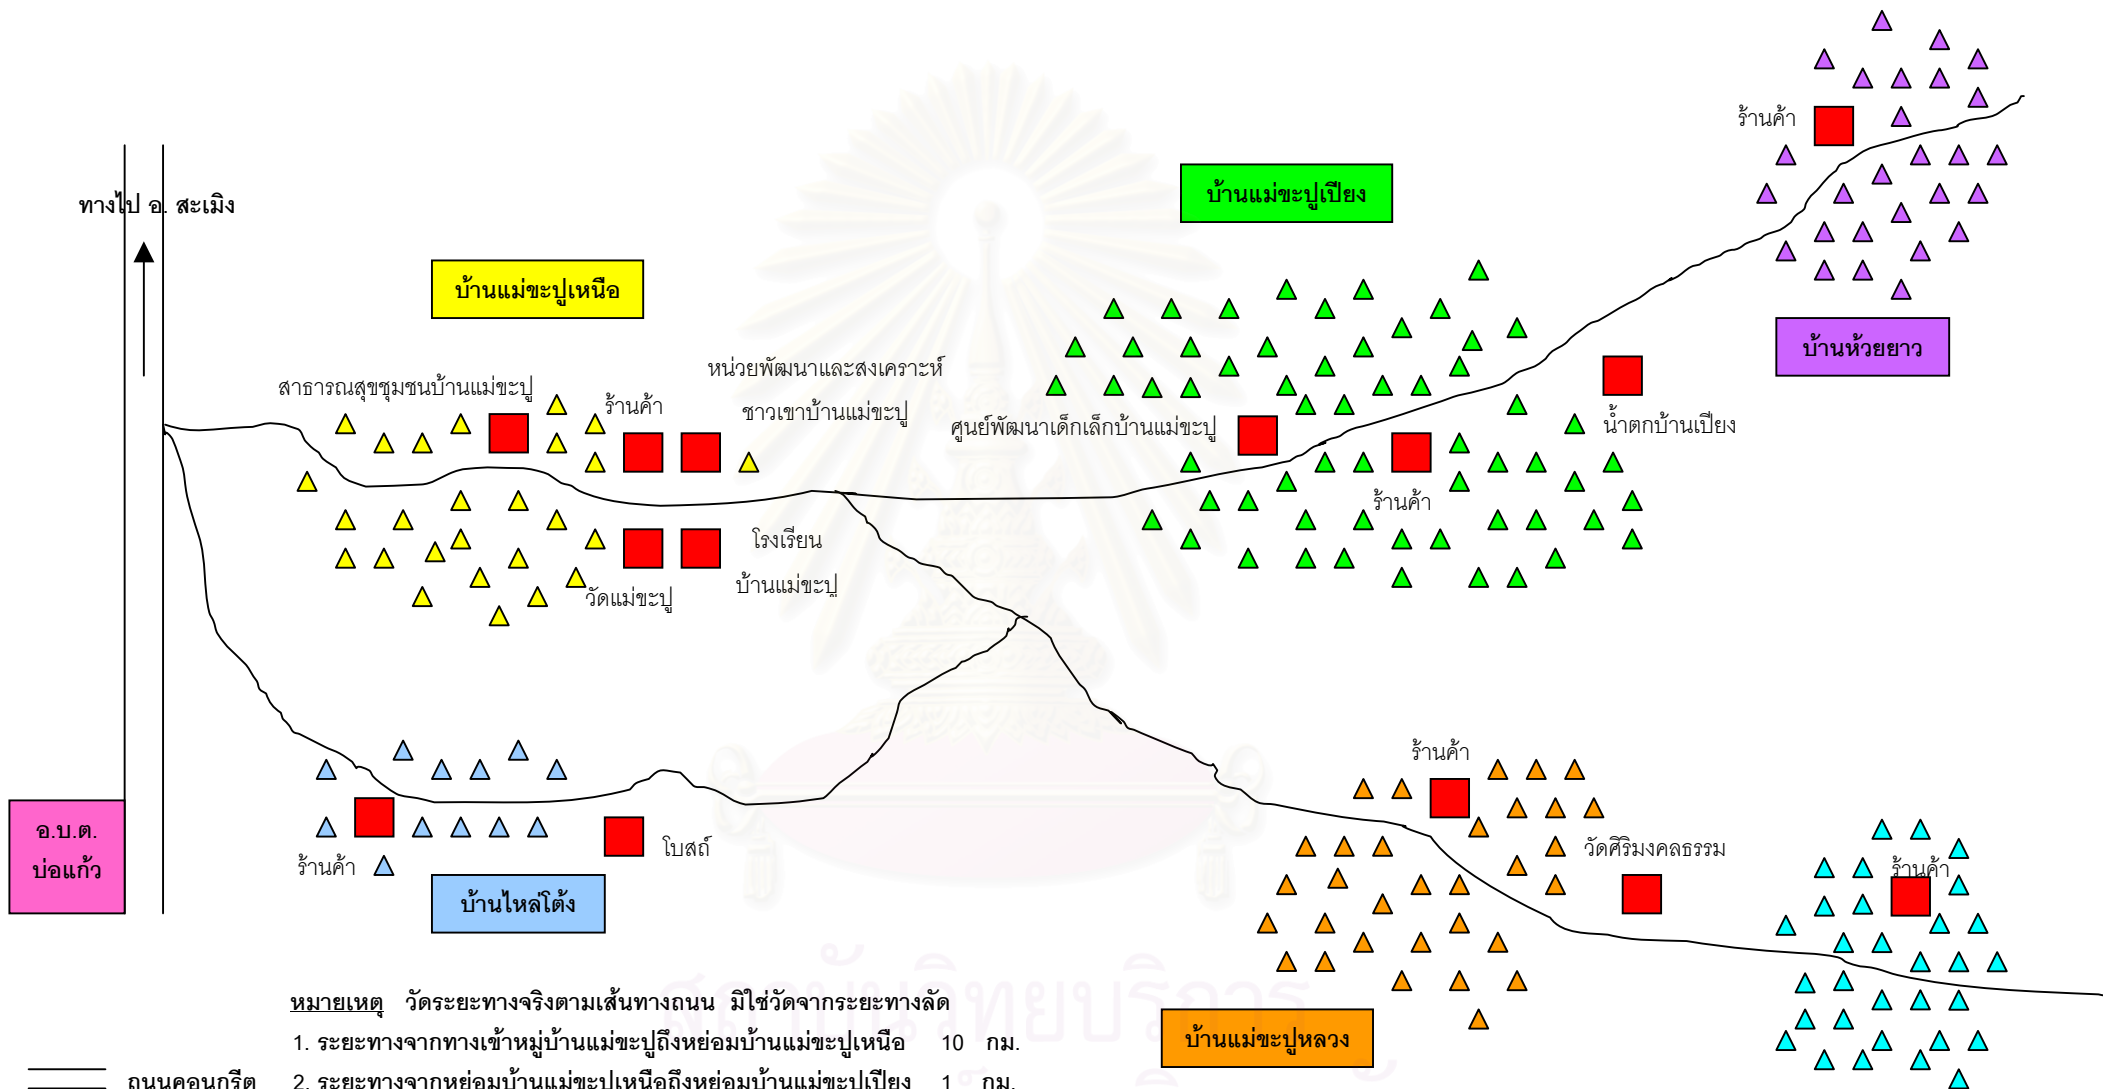 ร้านค้า
ทางไป อ. สะเมิง
บ้านแม่ขะปูเปียง
บ้านแม่ขะปูเหนือ
บ้านห้วยยาว
หน่วยพัฒนาและสงเคราะห์
ชาวเขาบ้านแม่ขะปู
สาธารณสุขชุมชนบ้านแม่ขะปู
ร้านค้า
ศูนย์พัฒนาเด็กเล็กบ้านแม่ขะปู
น้ำตกบ้านเปียง
ร้านค้า
โรงเรียน
บ้านแม่ขะปู
วัดแม่ขะปู
ร้านค้า
อ.บ.ต.
บ่อแก้ว
ร้านค้า
โบสถ์
วัดศิริมงคลธรรม
ร้านค้า
บ้านไหล่โต้ง
สถาบันวิทยบริการ
หมายเหตุ วัดระยะทางจริงตามเส้นทางถนน มิใช่วัดจากระยะทางลัด
บ้านแม่ขะปูหลวง
1. ระยะทางจากทางเข้าหมู่บ้านแม่ขะปูถึงหย่อมบ้านแม่ขะปูเหนือ 10 กม.
ถนนคอนกรีต 2. ระยะทางจากหย่อมบ้านแม่ขะปูเหนือถึงหย่อมบ้านแม่ขะปูเปียง 1 กม.